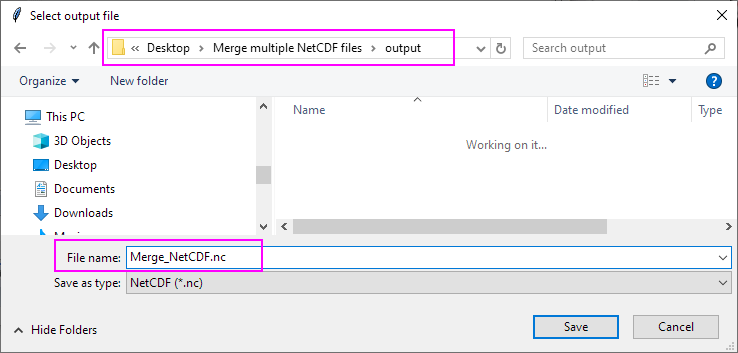 Select output file
« Desktop > Merge multiple NetCDF files > output
Search output
Organize
New folder
?
Name
Date modified
Type
Working on it...
This PC
3D Objects
Desktop
Documents
Downloads
File name: Merge_NetCDF.nc
Save as type: NetCDF (*.nc)
Hide Folders
Save
Cancel